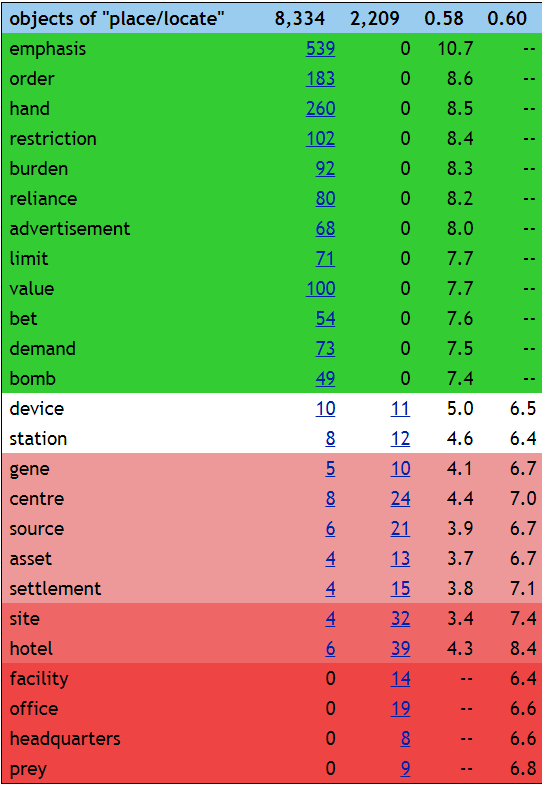 objects of "place/locate" 8,334 2,209 0.58 0.60
emphasis 539 0 10.7 --
order 183 0 8.6 --
hand 260 0 8.5 --
restriction 102 0 8.4 --
burden 92 0 8.3 --
reliance 80 0 8.2 --
advertisement 68 0 8.0 --
limit 71 0 7.7 --
value 100 0 7.7 --
bet 54 0 7.6 --
demand 73 0 7.5 --
bomb 49 0 7.4 --
device 10 11 5.0 6.5
station 8 12 4.6 6.4
gene 5 10 4.1 6.7
centre 8 24 4.4 7.0
source 6 21 3.9 6.7
asset 4 13 3.7 6.7
settlement 4 15 3.8 7.1
site 4 32 3.4 7.4
hotel 6 39 4.3 8.4
facility 0 14 -- 6.4
office 0 19 -- 6.6
headquarters 0 8 -- 6.6
prey 0 9 -- 6.8